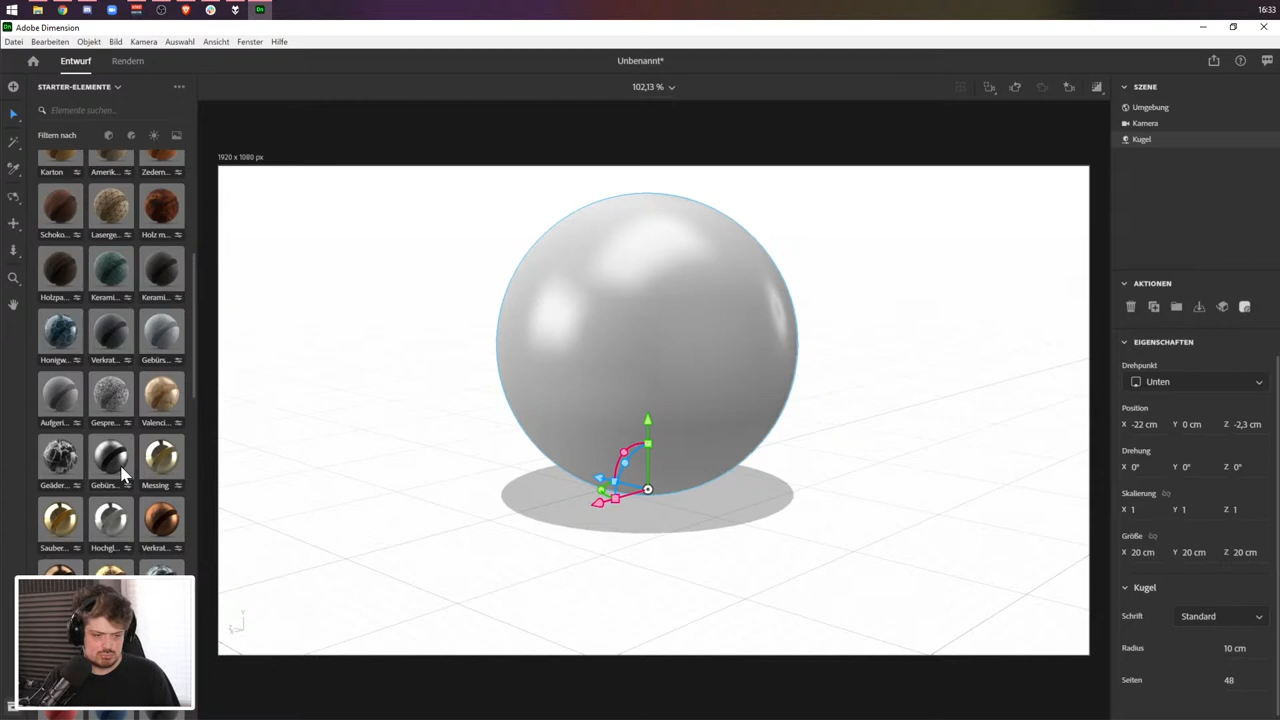 16:33
Adobe Dimension
Datei Bearbeiten Objekt Bild Kamera Auswahl Ansicht Fenster Hilfe
Entwurf Rendern Unbenannt*
STARTER-ELEMENTE
102,13 %
SZENE
Elemente suchen...
Umgebung
Kamera
Kugel
Filtern nach
1920 x 1080 px
Karton Amerik... Zedern...
Schoko... Laserge... Holz m...
Holzpa... Kerami... Kerami...
Honigw... Verkrat... Gebürs...
Aufgeri... Gespre... Valenci...
Geäder... Gebürs... Messing
Sauber... Hochgl... Verkrat...
AKTIONEN
EIGENSCHAFTEN
Drehpunkt
Unten
Position
X -22 cm Y 0 cm Z -2,3 cm
Drehung
X 0° Y 0° Z 0°
Skalierung
X 1 Y 1 Z 1
Größe
X 20 cm Y 20 cm Z 20 cm
Kugel
Schrift Standard
Radius 10 cm
Seiten 48